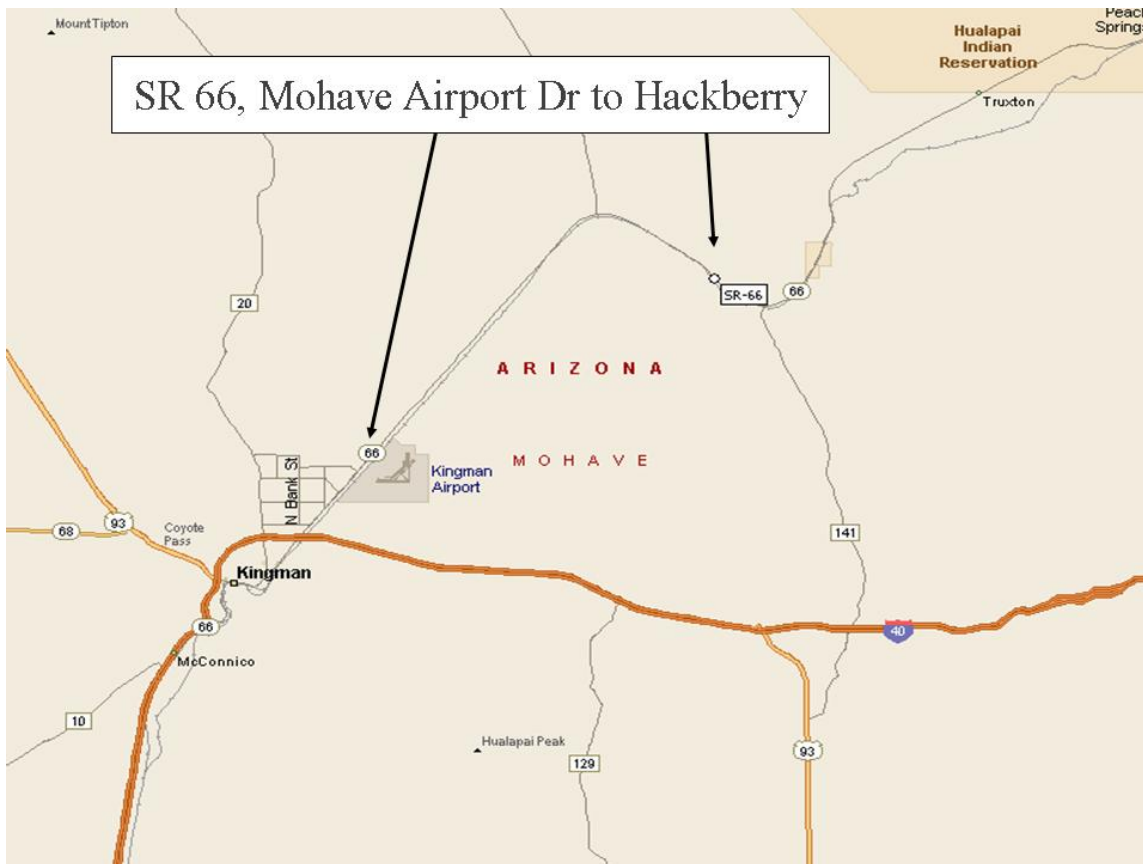 Mount Tipton
Peach
Springs
Hualapai
Indian
Reservation
SR 66, Mohave Airport Dr to Hackberry
Truxton
SR-66
66
20
ARIZONA
66
MOHAVE
Kingman
Airport
N Bank St
93
68
Coyote
Pass
141
Kingman
66
40
McConnico
10
Hualapai Peak
93
129